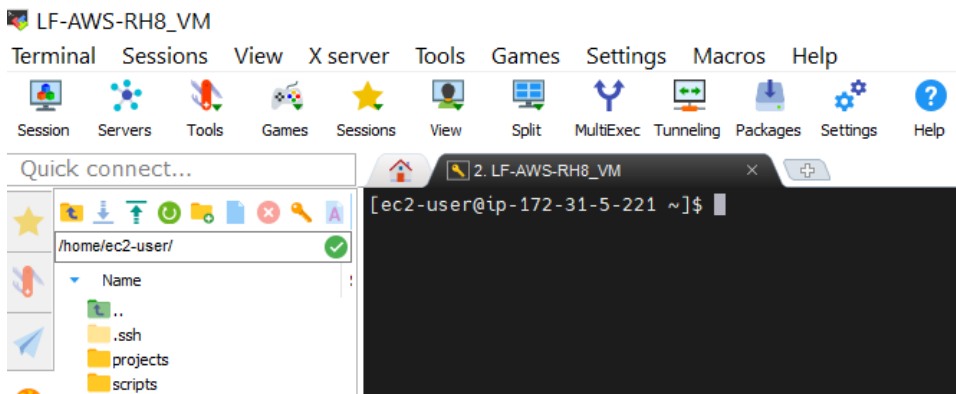 LF-AWS-RH8_VM
Terminal Sessions View X server Tools Games Settings Macros Help
Session Servers Tools Games Sessions View Split MultiExec Tunneling Packages Settings Help
Quick connect...
2. LF-AWS-RH8_VM
[ec2-user@ip-172-31-5-221 ~]$
/home/ec2-user/
Name
..
.ssh
projects
scripts